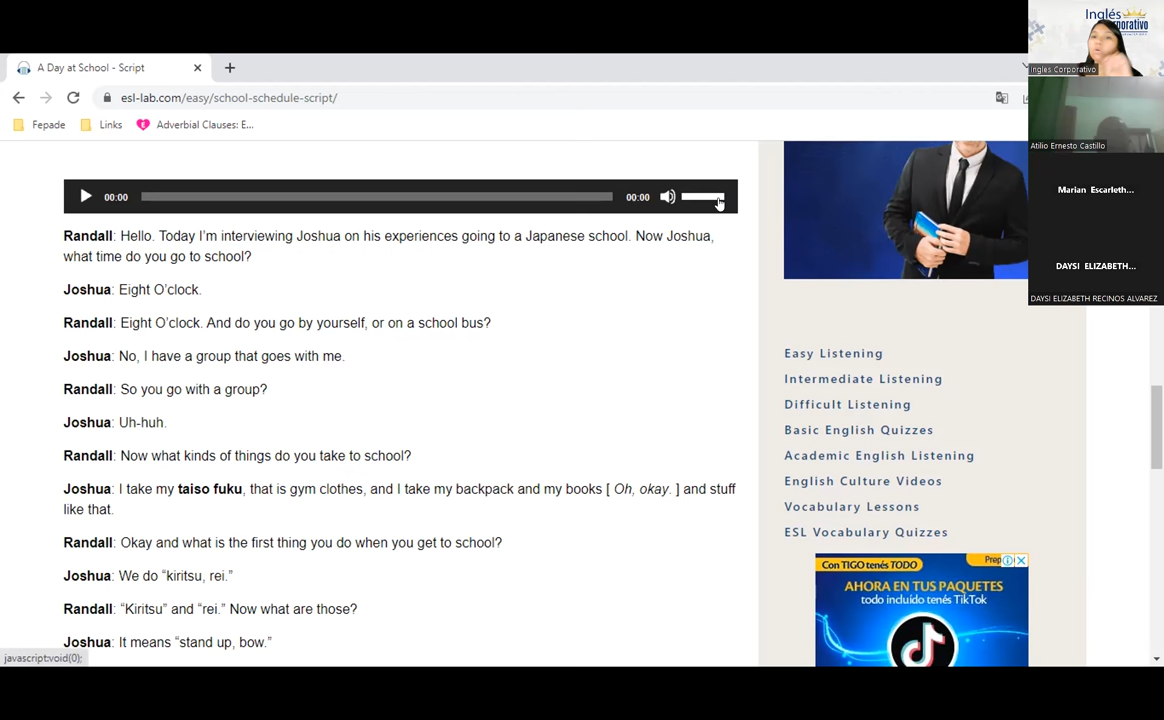 A Day at School - Script
esl-lab.com/easy/school-schedule-script/
Fepade
Links
Adverbial Clauses: E...
00:00
00:00
Randall: Hello. Today I'm interviewing Joshua on his experiences going to a Japanese school. Now Joshua,
what time do you go to school?
Joshua: Eight O'clock.
Randall: Eight O'clock. And do you go by yourself, or on a school bus?
Joshua: No, I have a group that goes with me.
Randall: So you go with a group?
Joshua: Uh-huh.
Randall: Now what kinds of things do you take to school?
Joshua: I take my taiso fuku, that is gym clothes, and I take my backpack and my books [ Oh, okay. ] and stuff
like that.
Randall: Okay and what is the first thing you do when you get to school?
Joshua: We do “kiritsu, rei.”
Randall: “Kiritsu” and “rei.” Now what are those?
Joshua: It means “stand up, bow.”
javascript:void(0);
Easy Listening
Intermediate Listening
Difficult Listening
Basic English Quizzes
Academic English Listening
English Culture Videos
Vocabulary Lessons
ESL Vocabulary Quizzes
Con TIGO tenés TODO
Prep
AHORA EN TUS PAQUETES
todo incluído tenés TikTok
Inglés
Corporativo
Ingles Corporativo
Atilio Ernesto Castillo
Marian Escarleth...
DAYSI ELIZABETH...
DAYSI ELIZABETH RECINOS ALVAREZ